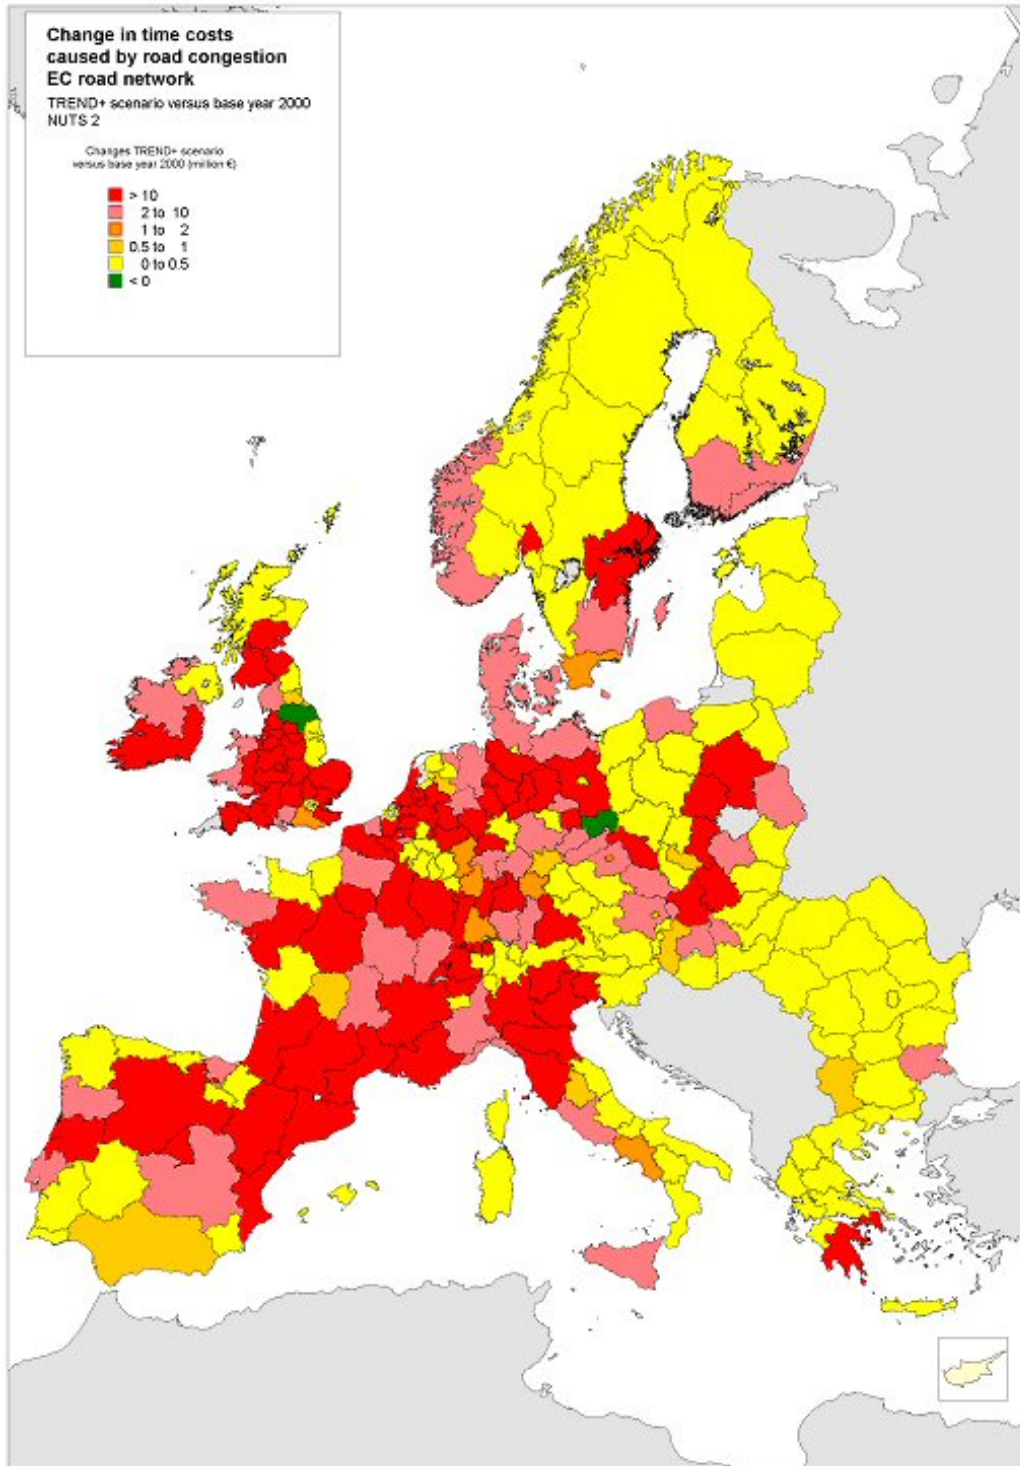 Change in time costs
caused by road congestion
EC road network
TREND+ scenario versus base year 2000
NUTS 2
Changes TREND+ scenario
versus base year 2000 (million €)
> 10
2 to 10
1 to 2
0.5 to 1
0 to 0.5
< 0